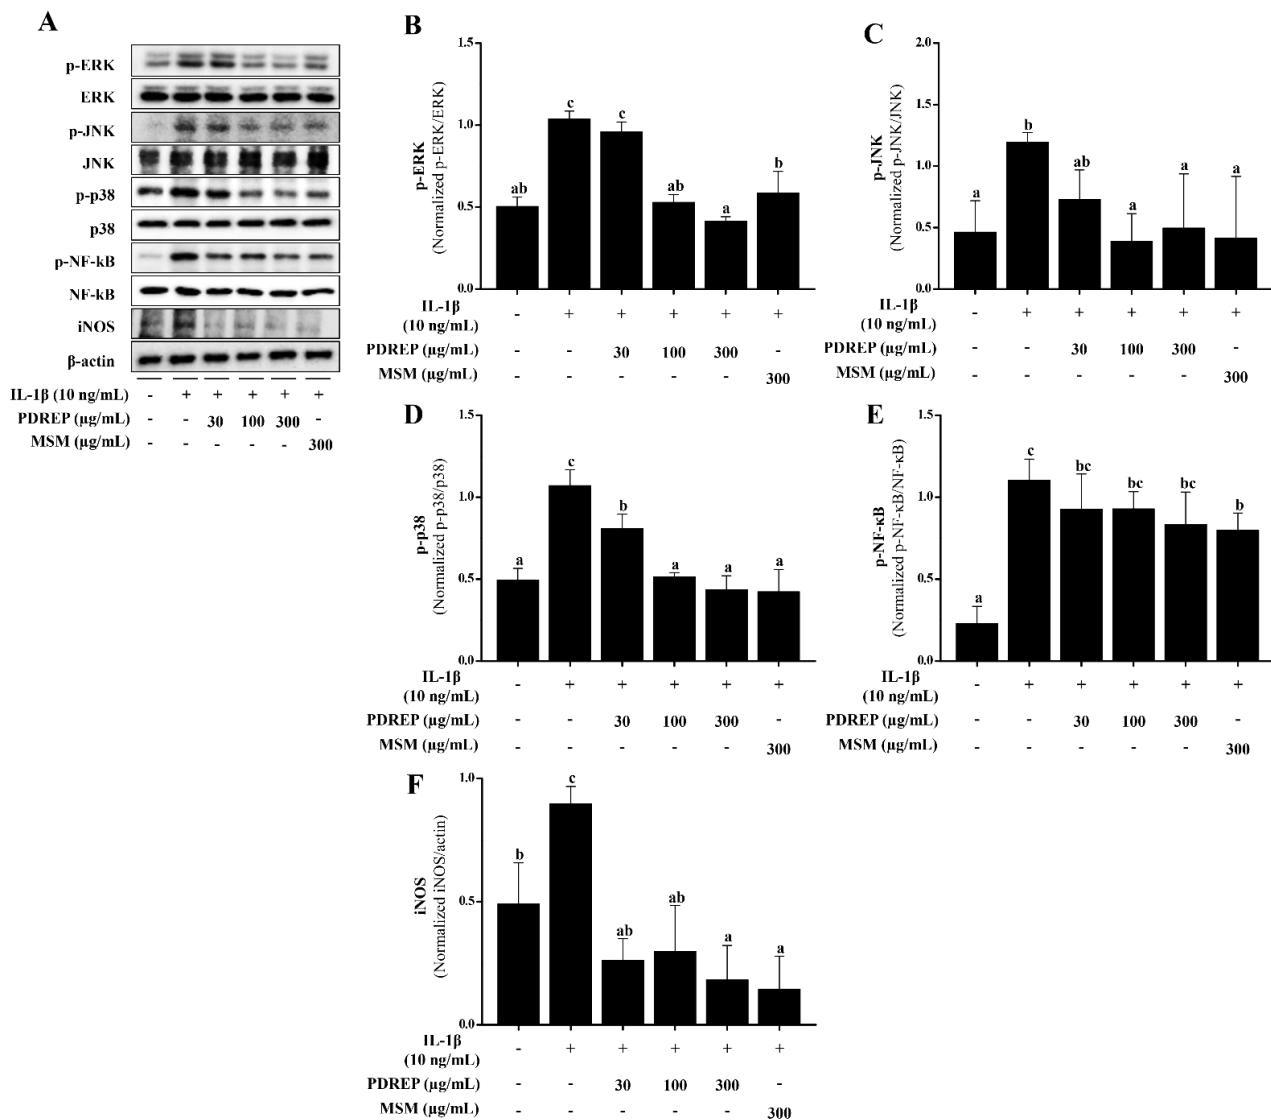 A
p-ERK
ERK
p-JNK
JNK
p-p38
p38
p-NF-kB
NF-kB
iNOS
β-actin
IL-1β (10 ng/mL) - + + + + +
PDREP (μg/mL) - - 30 100 300 -
MSM (μg/mL) - - - - - 300
B
p-ERK
(Normalized p-ERK/ERK)
1.5
1.0
0.5
0.0
ab c c ab a b
IL-1β
(10 ng/mL) - + + + + +
PDREP (μg/mL) - - 30 100 300 -
MSM (μg/mL) - - - - - 300
C
p-JNK
(Normalized p-JNK/JNK)
2.0
1.5
1.0
0.5
0.0
a b ab a a a
IL-1β
(10 ng/mL) - + + + + +
PDREP (μg/mL) - - 30 100 300 -
MSM (μg/mL) - - - - - 300
D
p-p38
(Normalized p-p38/p38)
1.5
1.0
0.5
0.0
a c b a a a
IL-1β
(10 ng/mL) - + + + + +
PDREP (μg/mL) - - 30 100 300 -
MSM (μg/mL) - - - - - 300
E
p-NF-κB
(Normalized p-NF-κB/NF-κB)
1.5
1.0
0.5
0.0
a c bc bc bc b
IL-1β
(10 ng/mL) - + + + + +
PDREP (μg/mL) - - 30 100 300 -
MSM (μg/mL) - - - - - 300
F
iNOS
(Normalized iNOS/actin)
1.0
0.5
0.0
b c ab ab a a
IL-1β
(10 ng/mL) - + + + + +
PDREP (μg/mL) - - 30 100 300 -
MSM (μg/mL) - - - - - 300